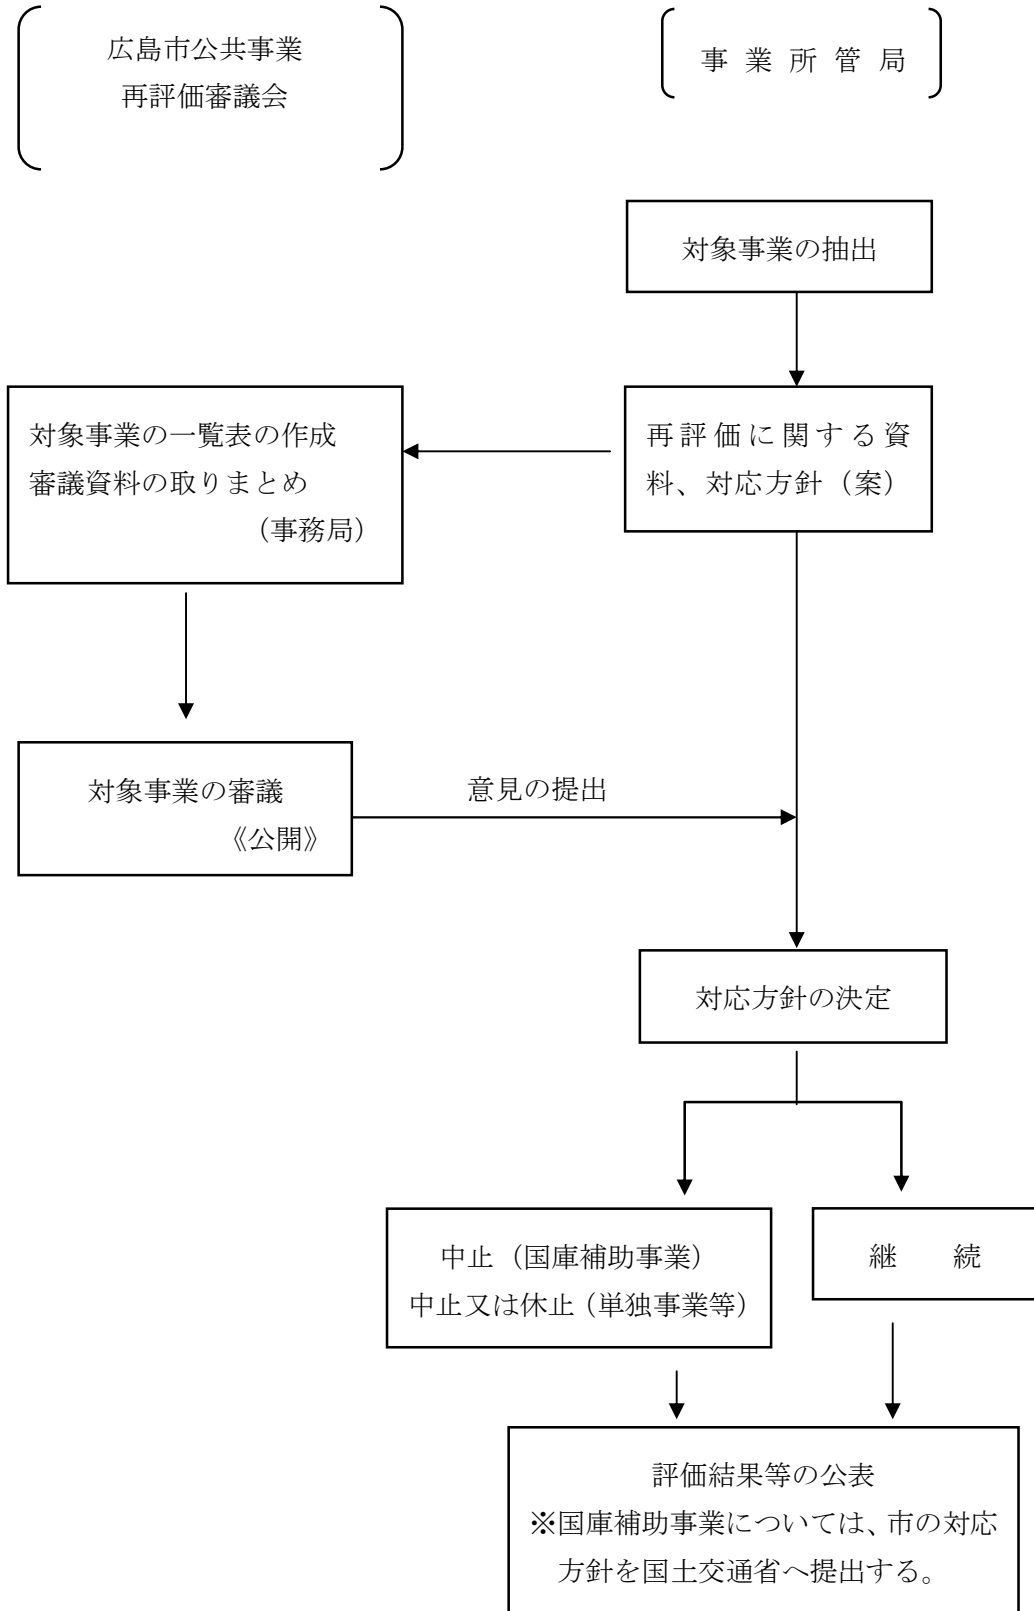 広島市公共事業
再評価審議会
事業所管局
対象事業の抽出
再評価に関する資
料、対応方針（案）
対象事業の一覧表の作成
審議資料の取りまとめ
（事務局）
対象事業の審議
《公開》
意見の提出
対応方針の決定
中止（国庫補助事業）
中止又は休止（単独事業等）
継　　続
評価結果等の公表
※国庫補助事業については、市の対応
方針を国土交通省へ提出する。